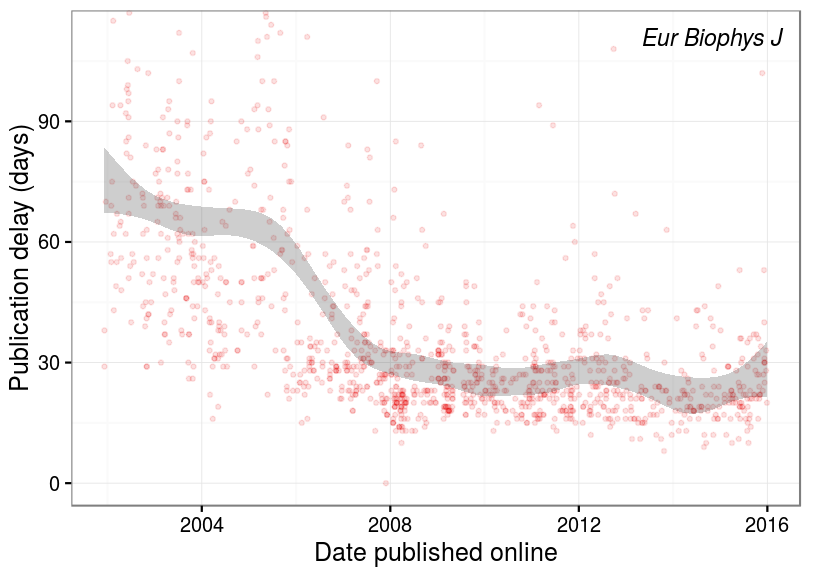 Eur Biophys J
Publication delay (days)
90
60
30
0
2004 2008 2012 2016
Date published online